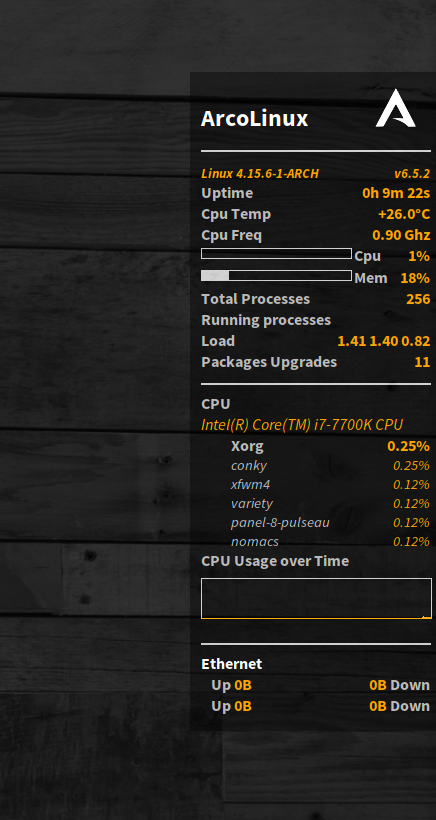 ArcoLinux
Linux 4.15.6-1-ARCH v6.5.2
Uptime 0h 9m 22s
Cpu Temp +26.0°C
Cpu Freq 0.90 Ghz
Cpu 1%
Mem 18%
Total Processes 256
Running processes
Load 1.41 1.40 0.82
Packages Upgrades 11
CPU
Intel(R) Core(TM) i7-7700K CPU
Xorg 0.25%
conky 0.25%
xfwm4 0.12%
variety 0.12%
panel-8-pulseau 0.12%
nomacs 0.12%
CPU Usage over Time
Ethernet
Up 0B 0B Down
Up 0B 0B Down